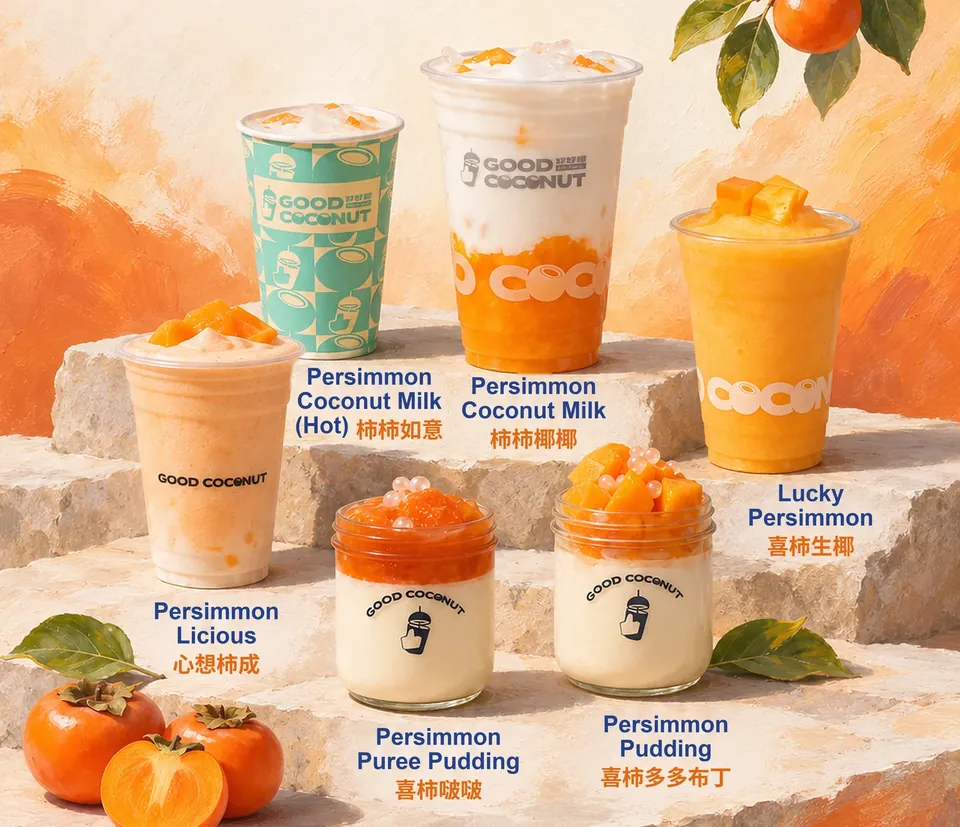 GOOD 好好椰
COCONUT
GOOD 好好椰
COCONUT
D COCO
Persimmon
Coconut Milk
(Hot) 柿柿如意
Persimmon
Coconut Milk
柿柿椰椰
COCON
GOOD COCONUT
Lucky
Persimmon
喜柿生椰
GOOD COCONUT
GOOD COCONUT
Persimmon
Licious
心想柿成
Persimmon
Puree Pudding
喜柿啵啵
Persimmon
Pudding
喜柿多多布丁